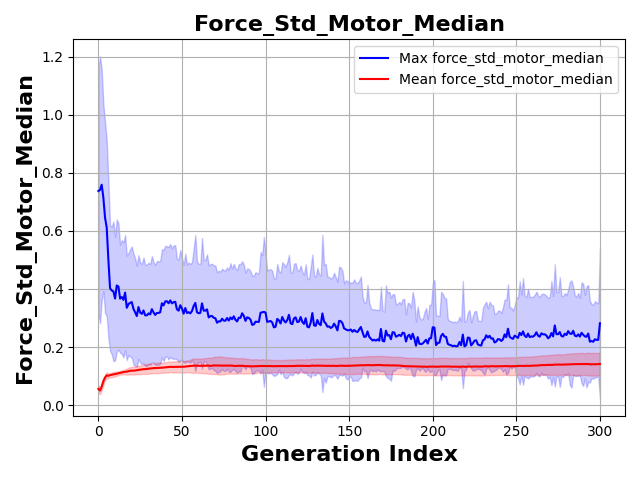 Force_Std_Motor_Median
Max force_std_motor_median
Mean force_std_motor_median
Force_Std_Motor_Median
1.2
1.0
0.8
0.6
0.4
0.2
0.0
0 50 100 150 200 250 300
Generation Index